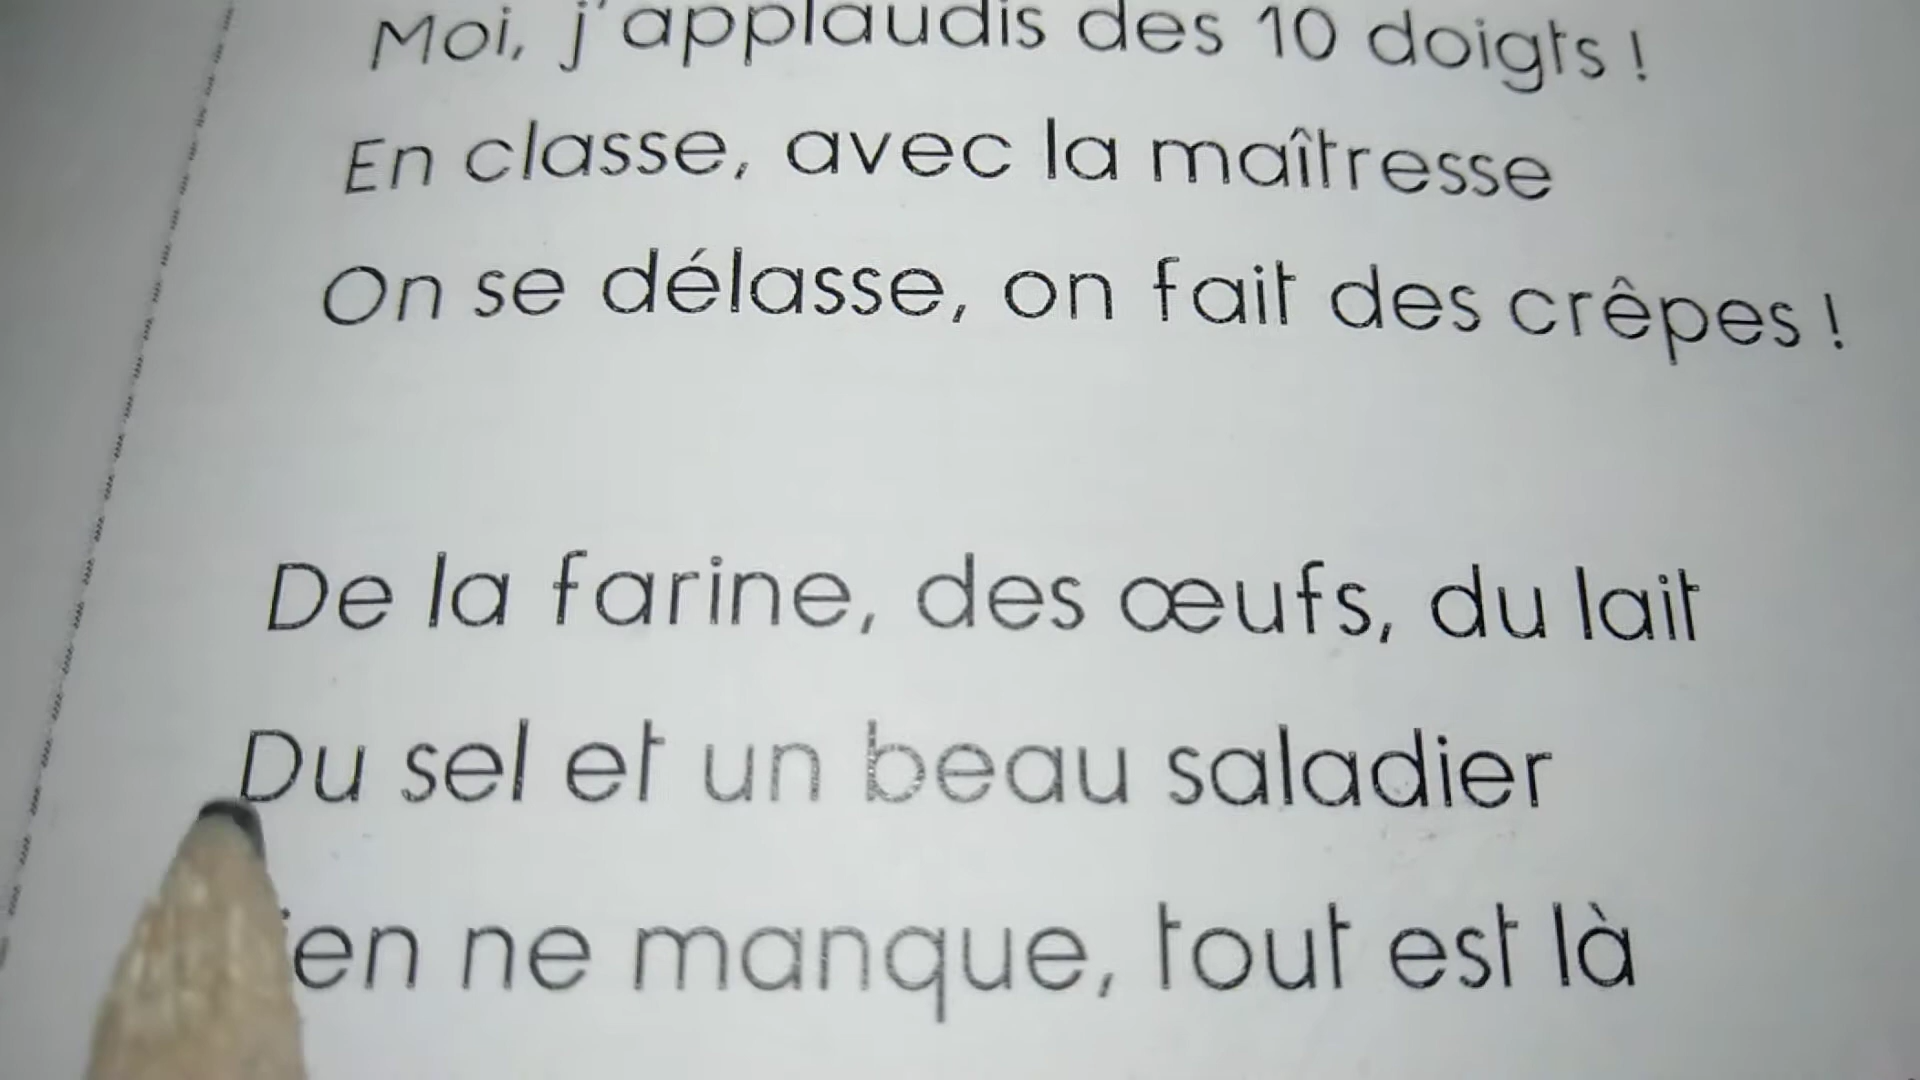 Moi, j'applaudis des 10 doigts !
En classe, avec la maîtresse
On se délasse, on fait des crêpes !
De la farine, des œufs, du lait
Du sel et un beau saladier
ne manque, tout est là